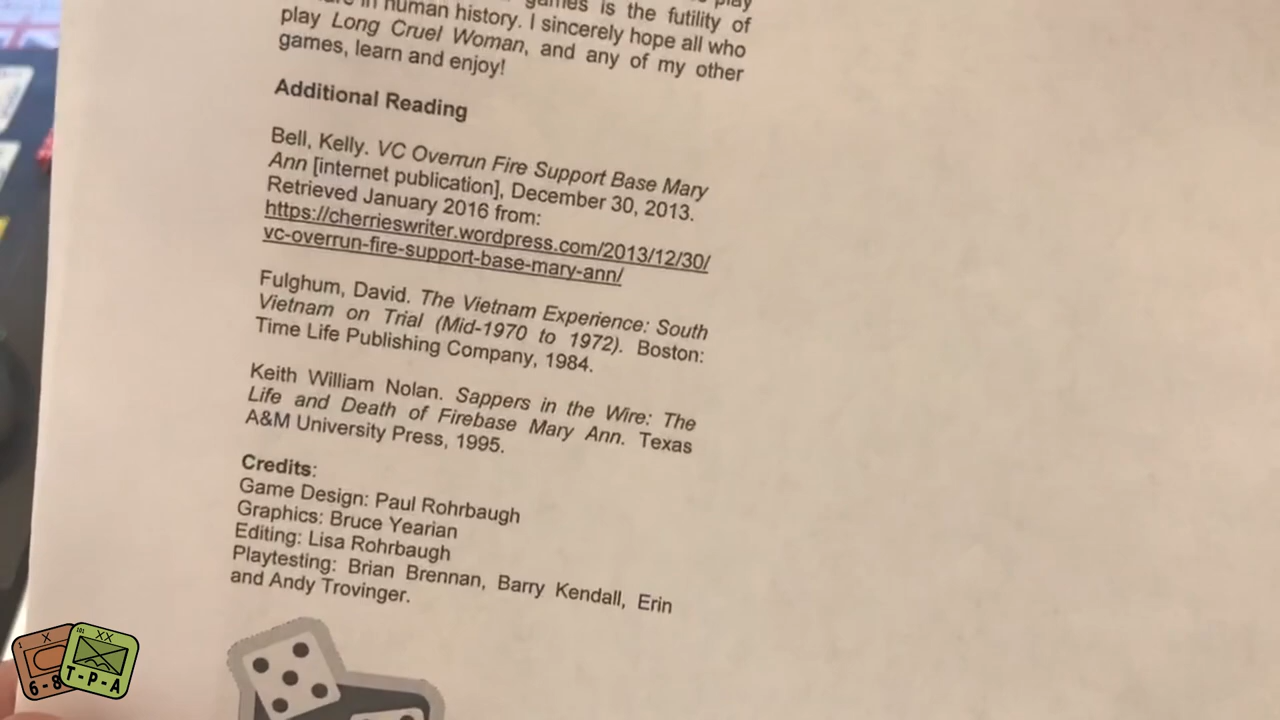 games is the futility of
in human history. I sincerely hope all who
play Long Cruel Woman, and any of my other
games, learn and enjoy!
Additional Reading
Bell, Kelly. VC Overrun Fire Support Base Mary
Ann [internet publication], December 30, 2013.
Retrieved January 2016 from:
https://cherrieswriter.wordpress.com/2013/12/30/
vc-overrun-fire-support-base-mary-ann/
Fulghum, David. The Vietnam Experience: South
Vietnam on Trial (Mid-1970 to 1972). Boston:
Time Life Publishing Company, 1984.
Keith William Nolan. Sappers in the Wire: The
Life and Death of Firebase Mary Ann. Texas
A&M University Press, 1995.
Credits:
Game Design: Paul Rohrbaugh
Graphics: Bruce Yearian
Editing: Lisa Rohrbaugh
Playtesting: Brian Brennan, Barry Kendall, Erin
and Andy Trovinger.
1 X
6-8
101 XX
T-P-A